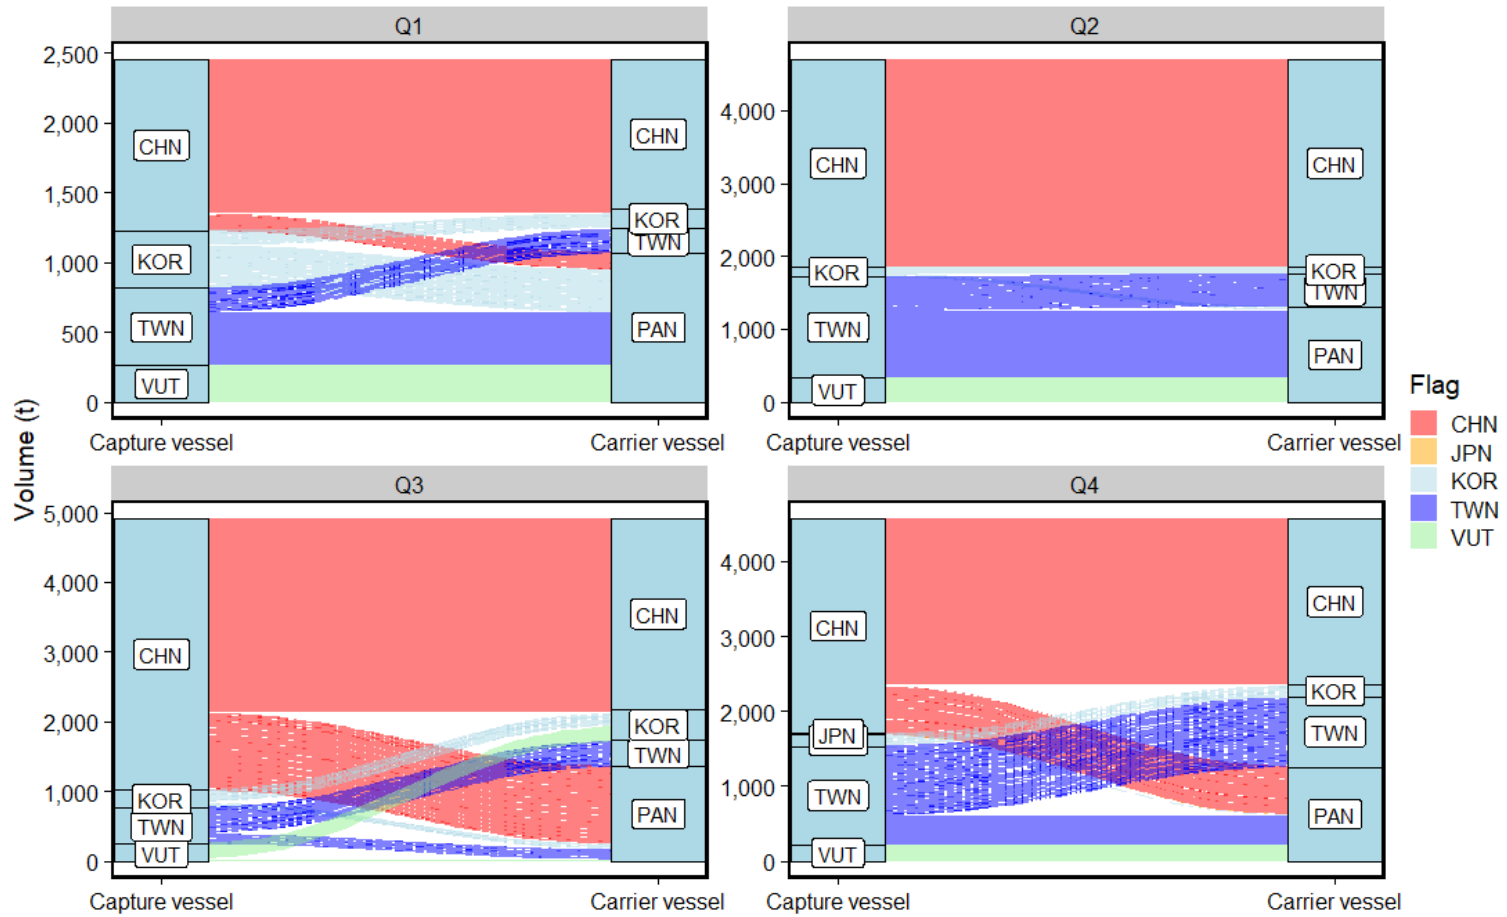 Q1
2,500
2,000
1,500
1,000
500
0
CHN
KOR
TWN
VUT
CHN
KOR
TWN
PAN
Capture vessel
Carrier vessel
Q2
4,000
3,000
2,000
1,000
0
CHN
KOR
TWN
VUT
CHN
KOR
TWN
PAN
Capture vessel
Carrier vessel
Volume (t)
Q3
5,000
4,000
3,000
2,000
1,000
0
CHN
KOR
TWN
VUT
CHN
KOR
TWN
PAN
Capture vessel
Carrier vessel
Q4
4,000
3,000
2,000
1,000
0
CHN
JPN
TWN
VUT
CHN
KOR
TWN
PAN
Capture vessel
Carrier vessel
Flag
CHN
JPN
KOR
TWN
VUT